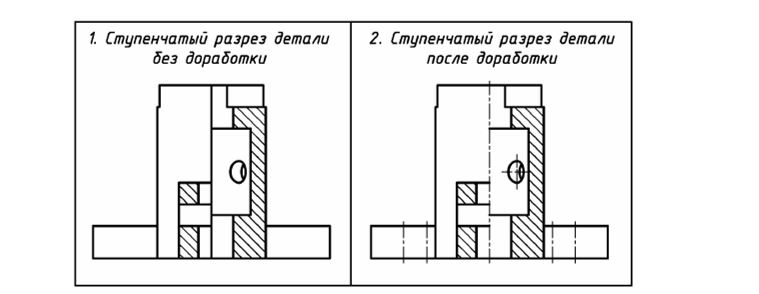 1. Ступенчатый разрез детали
без доработки
2. Ступенчатый разрез детали
после доработки